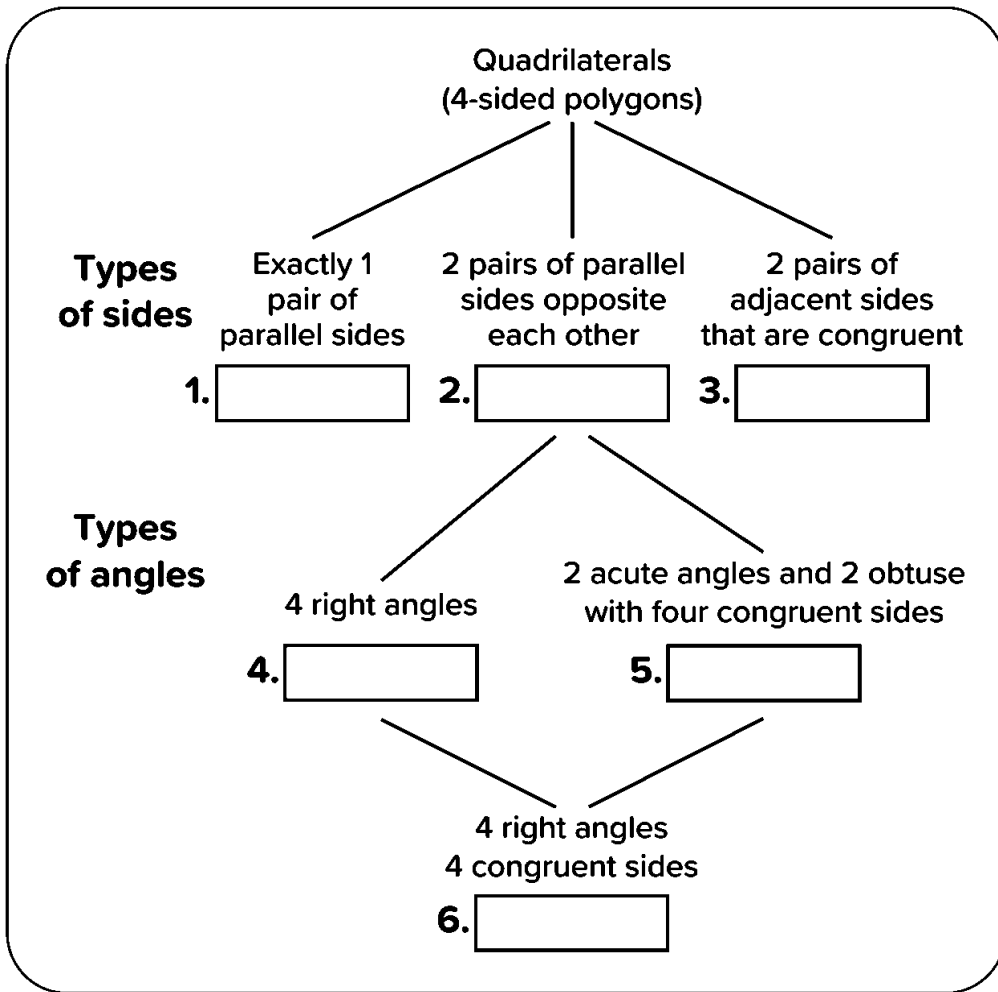 Quadrilaterals
(4-sided polygons)
Types
of sides
Exactly 1
pair of
parallel sides
2 pairs of parallel
sides opposite
each other
2 pairs of
adjacent sides
that are congruent
1.
2.
3.
Types
of angles
4 right angles
2 acute angles and 2 obtuse
with four congruent sides
4.
5.
4 right angles
4 congruent sides
6.